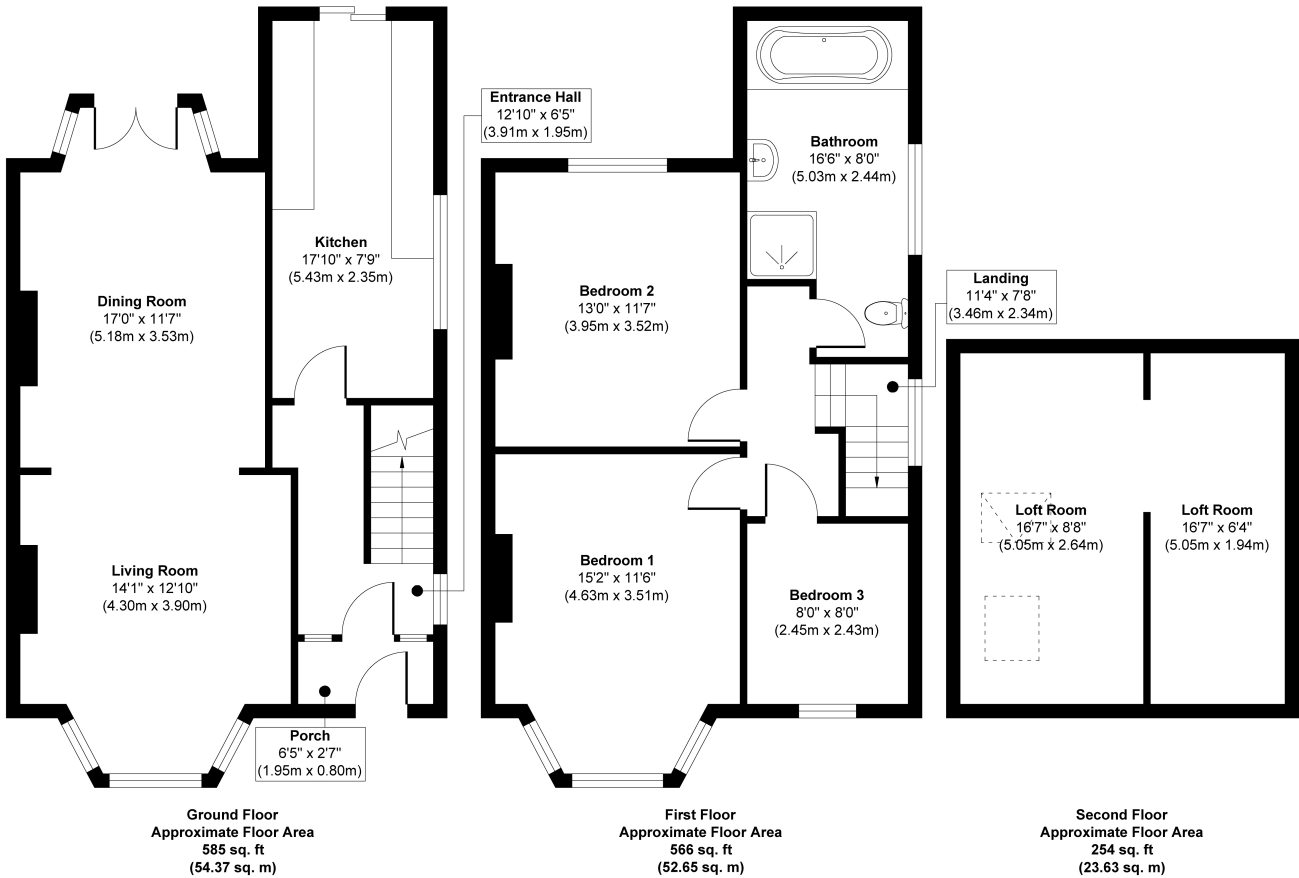 Entrance Hall
12'10" x 6'5"
(3.91m x 1.95m)
Kitchen
17'10" x 7'9"
(5.43m x 2.35m)
Dining Room
17'0" x 11'7"
(5.18m x 3.53m)
Living Room
14'1" x 12'10"
(4.30m x 3.90m)
Porch
6'5" x 2'7"
(1.95m x 0.80m)
Ground Floor
Approximate Floor Area
585 sq. ft
(54.37 sq. m)
Bathroom
16'6" x 8'0"
(5.03m x 2.44m)
Bedroom 2
13'0" x 11'7"
(3.95m x 3.52m)
Landing
11'4" x 7'8"
(3.46m x 2.34m)
Bedroom 1
15'2" x 11'6"
(4.63m x 3.51m)
Bedroom 3
8'0" x 8'0"
(2.45m x 2.43m)
First Floor
Approximate Floor Area
566 sq. ft
(52.65 sq. m)
Loft Room
16'7" x 8'8"
(5.05m x 2.64m)
Loft Room
16'7" x 6'4"
(5.05m x 1.94m)
Second Floor
Approximate Floor Area
254 sq. ft
(23.63 sq. m)